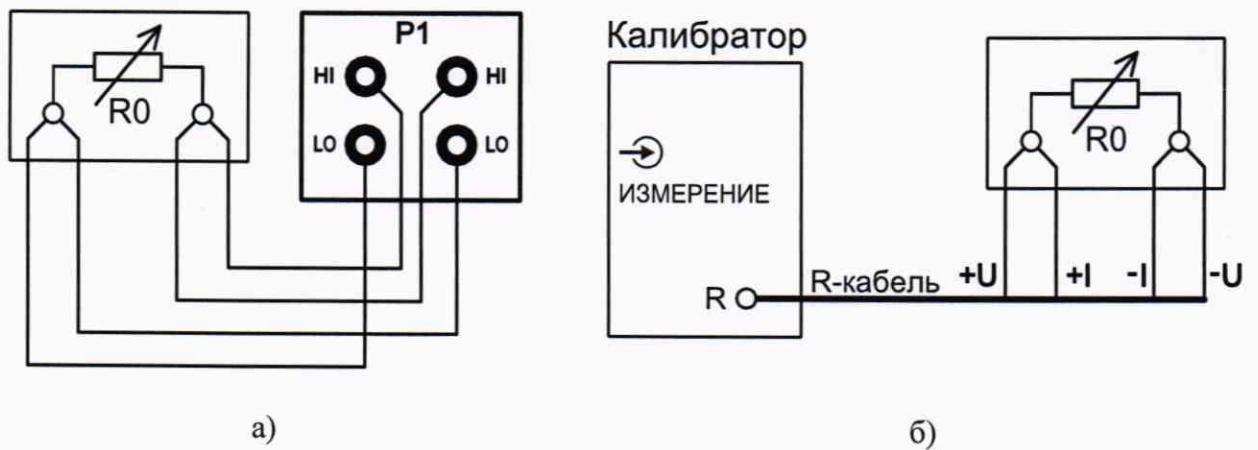 P1
HI HI
R0
LO LO
а)
Калибратор
R0
ИЗМЕРЕНИЕ
R-кабель +U +I -I -U
R
б)